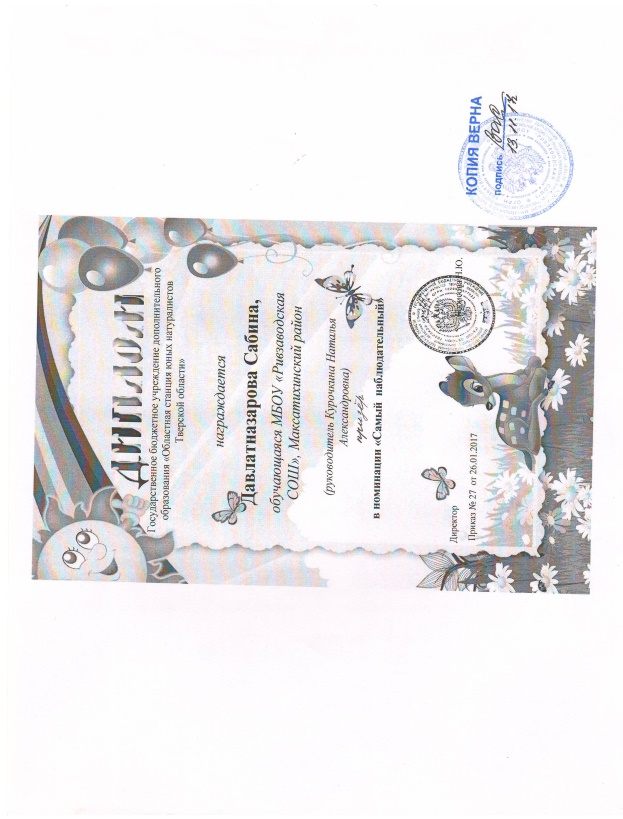 ДИПЛОМ
Государственное бюджетное учреждение дополнительного
образования «Областная станция юных натуралистов
Тверской области»
награждается
Давлатназарова Сабина,
обучающаяся МБОУ «Ривзаводская
СОШ», Максатихинский район
(руководитель Курочкина Наталья
Александровна)
призёр
в номинации «Самый наблюдательный»
Директор
Н.Ю.
Приказ № 27 от 26.01.2017
КОПИЯ ВЕРНА
подпись
13.11.17